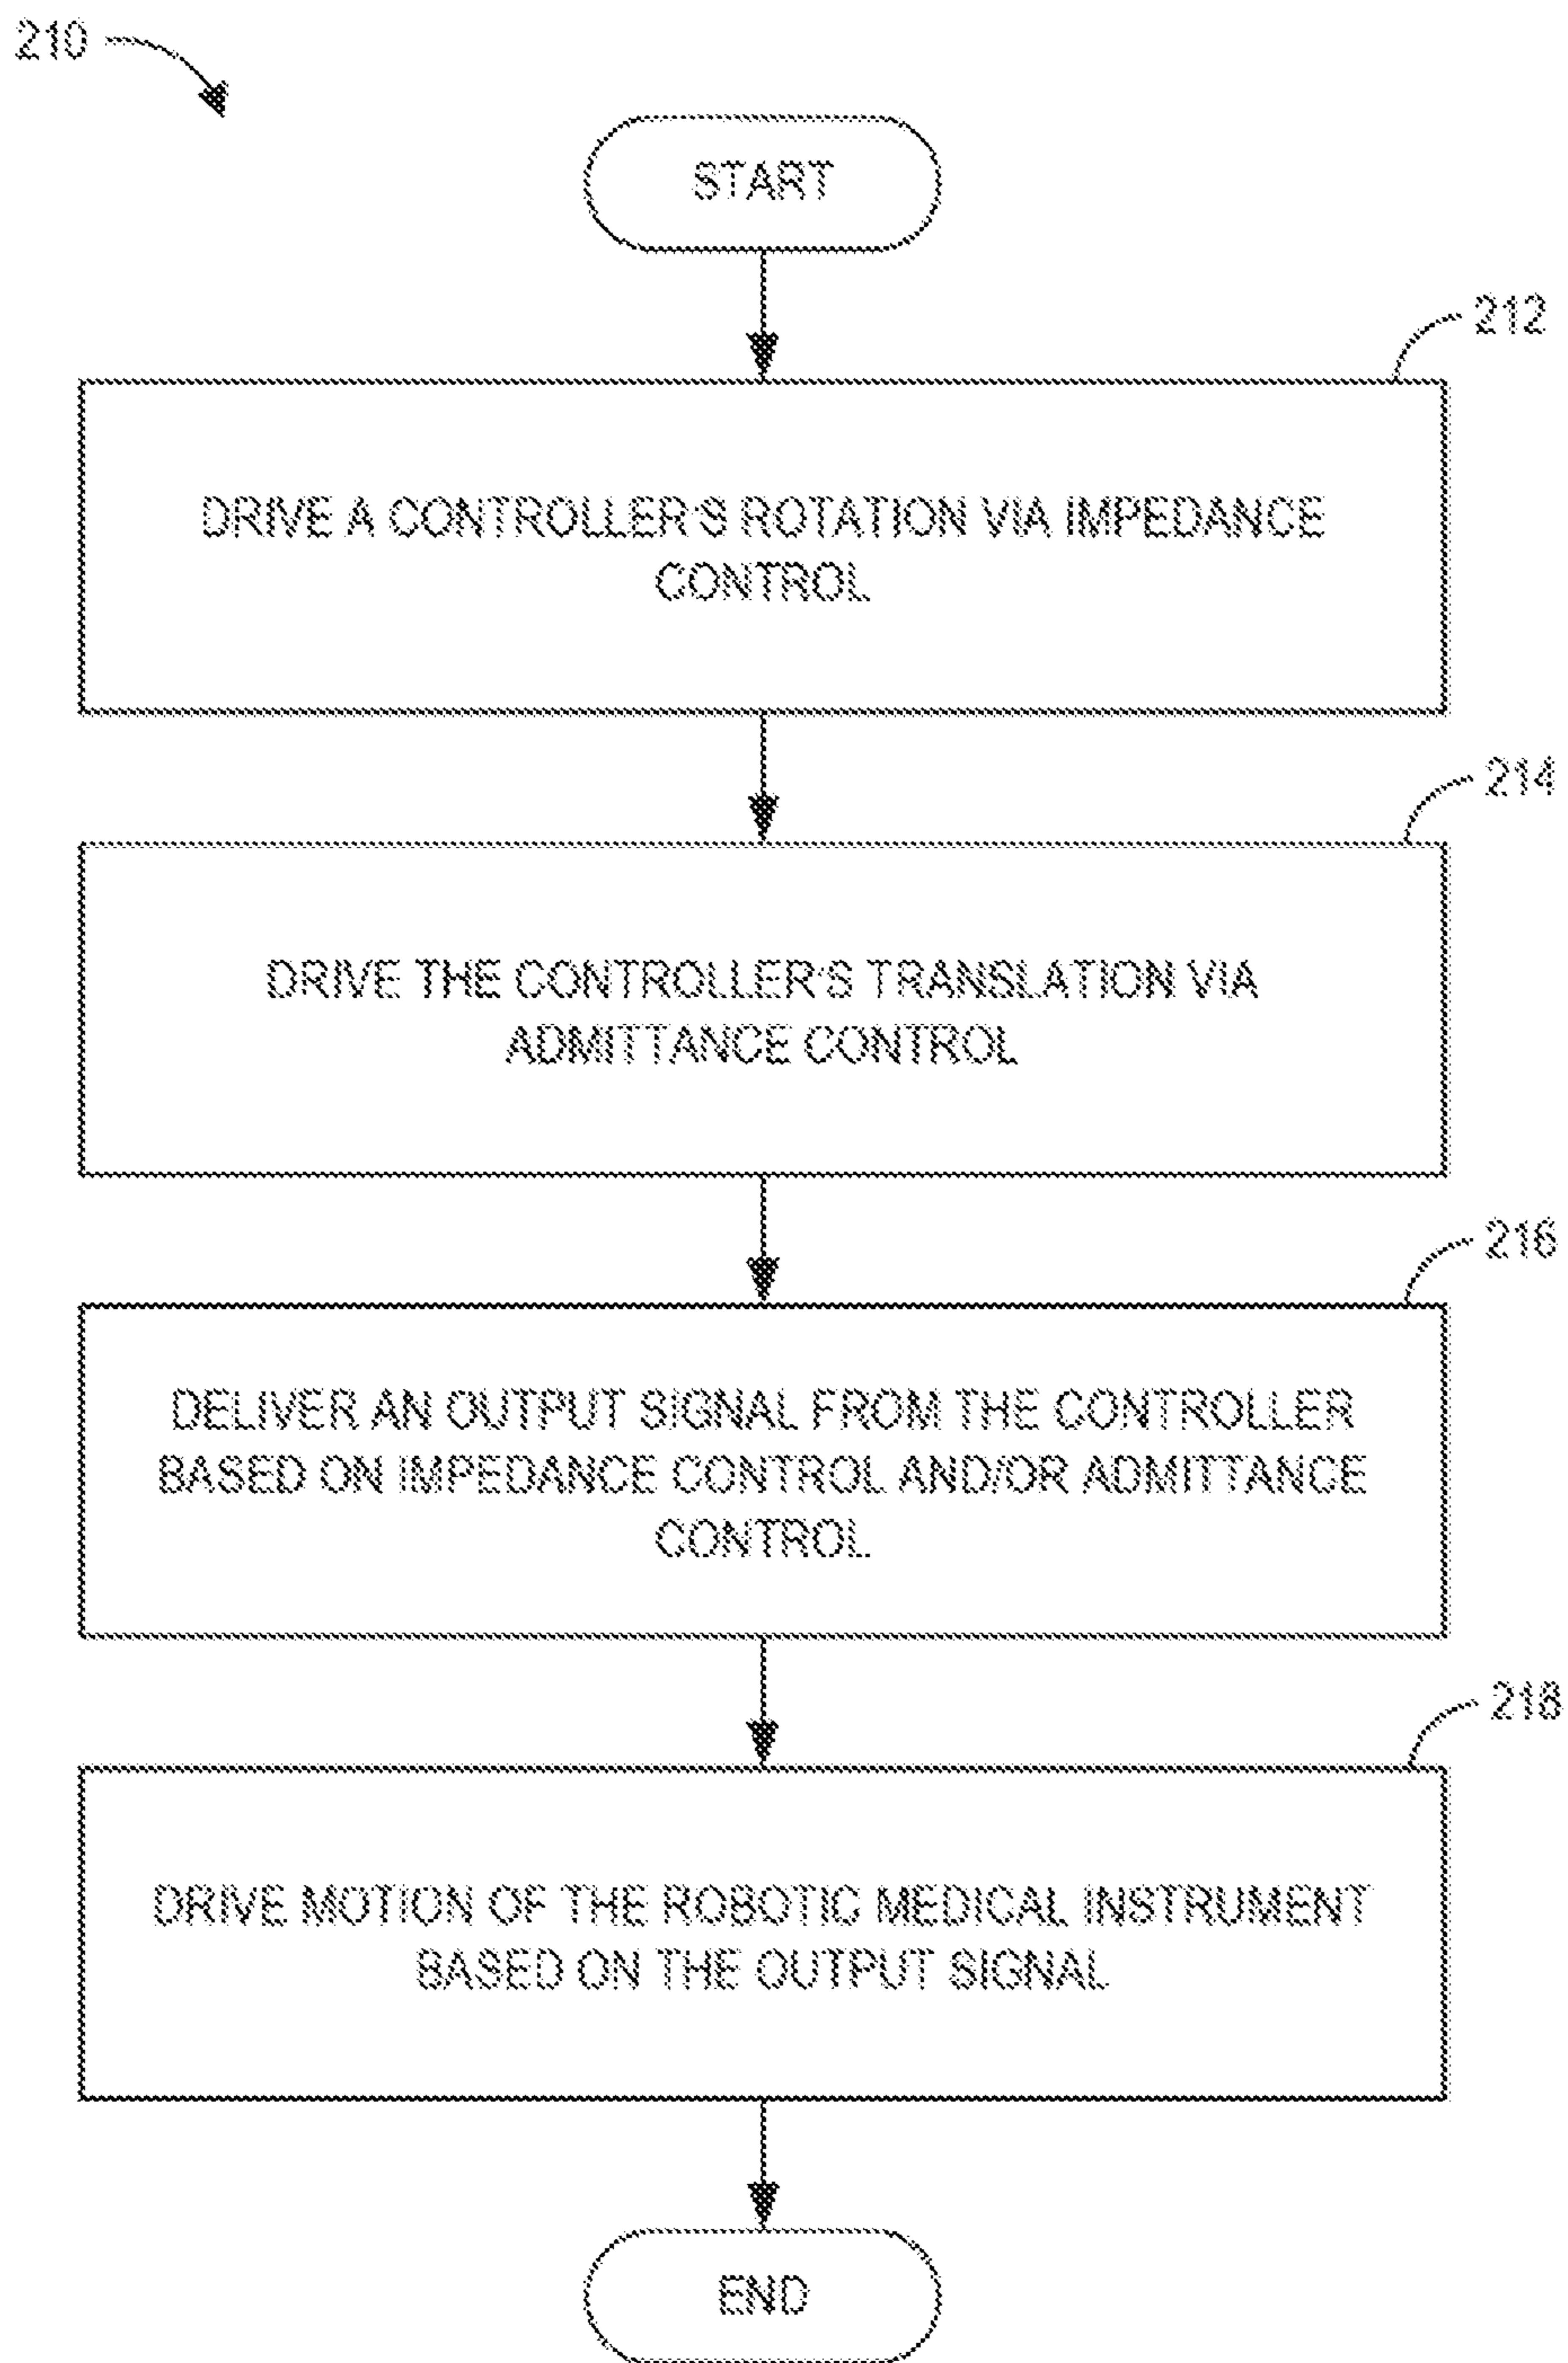 210
START
212
DRIVE A CONTROLLER'S ROTATION VIA IMPEDANCE
CONTROL
214
DRIVE THE CONTROLLER'S TRANSLATION VIA
ADMITTANCE CONTROL
216
DELIVER AN OUTPUT SIGNAL FROM THE CONTROLLER
BASED ON IMPEDANCE CONTROL AND/OR ADMITTANCE
CONTROL.
218
DRIVE MOTION OF THE ROBOTIC MEDICAL INSTRUMENT
BASED ON THE OUTPUT SIGNAL
END